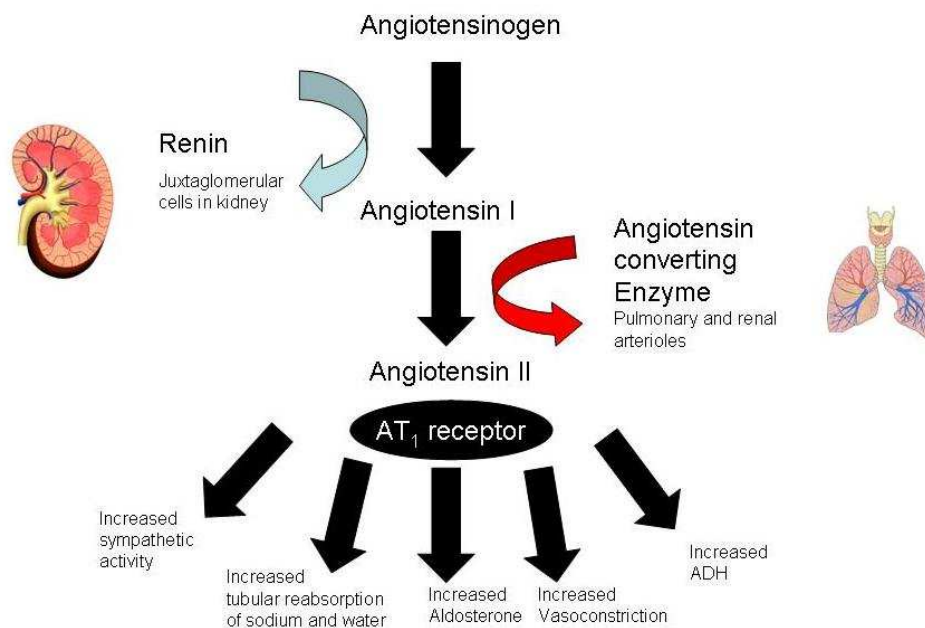 Angiotensinogen
Renin
Juxtaglomerular
cells in kidney
Angiotensin I
Angiotensin
converting
Enzyme
Pulmonary and renal
arterioles
Angiotensin II
AT₁ receptor
Increased
sympathetic
activity
Increased
tubular reabsorption
of sodium and water
Increased
Aldosterone
Increased
Vasoconstriction
Increased
ADH